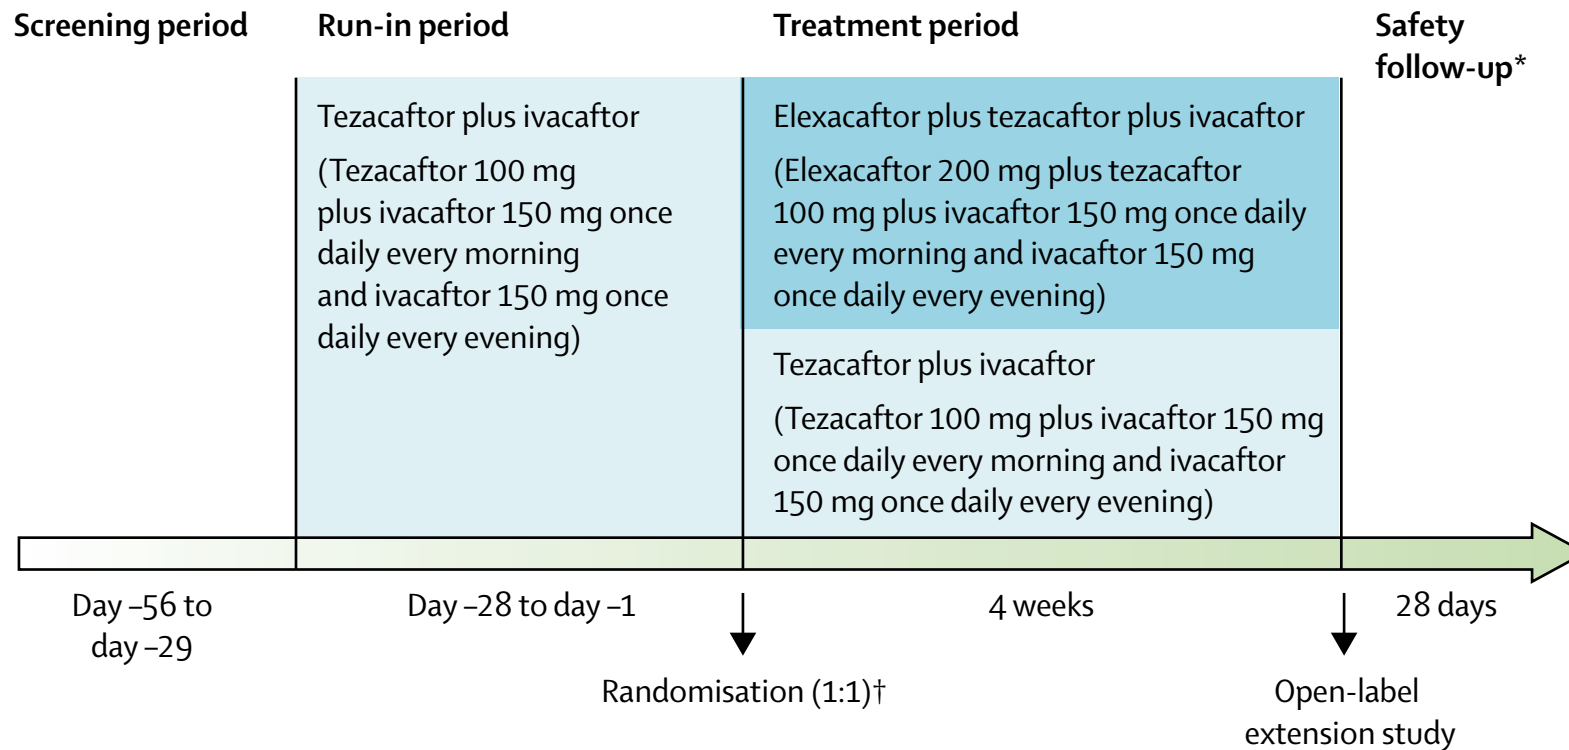 Screening period
Run-in period
Treatment period
Safety
follow-up*
Tezacaftor plus ivacaftor
(Tezacaftor 100 mg
plus ivacaftor 150 mg once
daily every morning
and ivacaftor 150 mg once
daily every evening)
Elexacaftor plus tezacaftor plus ivacaftor
(Elexacaftor 200 mg plus tezacaftor
100 mg plus ivacaftor 150 mg once daily
every morning and ivacaftor 150 mg
once daily every evening)
Tezacaftor plus ivacaftor
(Tezacaftor 100 mg plus ivacaftor 150 mg
once daily every morning and ivacaftor
150 mg once daily every evening)
Day –56 to
day –29
Day –28 to day –1
4 weeks
28 days
Randomisation (1:1)†
Open-label
extension study